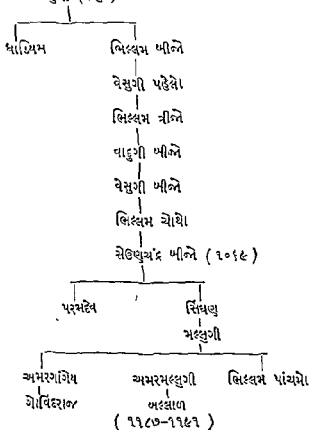 ધાડિયમ ભિલ્લમ બીજો
વેસુગી પહેલો
ભિલ્લમ ત્રીજો
વાદુગી બીજો
વેસુગી બીજો
ભિલ્લમ ચોથો
સેઉણચંદ્ર બીજો ( ૧૦૬૯ )
પરમદેવ સિંઘણ
મલ્લુગી
અમરગાંગેય અમરમલ્લુગી ભિલ્લમ પાંચમો
ગોવિંદરાજ બલ્લાળ
( ૧૧૮૭-૧૧૯૧ )